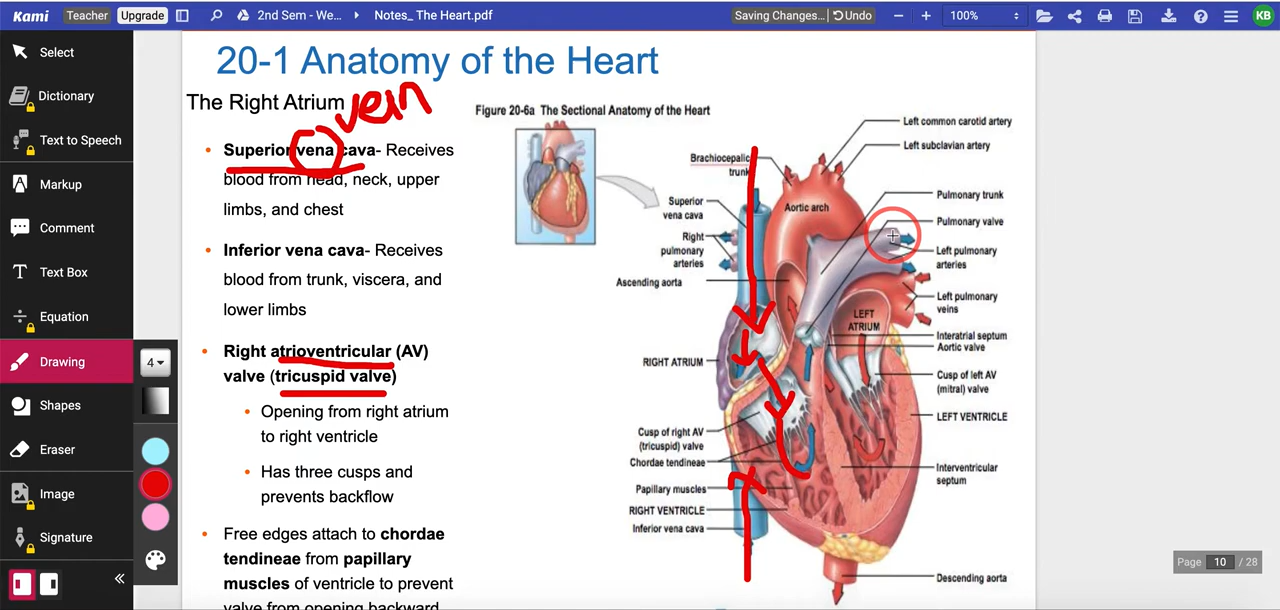 Kami
Teacher
Upgrade
2nd Sem - We...
Notes_ The Heart.pdf
Saving Changes...
Undo
100%
KB
Select
Dictionary
Text to Speech
Markup
Comment
Text Box
Equation
Drawing
Shapes
Eraser
Image
Signature
4
20-1 Anatomy of the Heart
The Right Atrium
vein
• Superior vena cava- Receives
blood from head, neck, upper
limbs, and chest
• Inferior vena cava- Receives
blood from trunk, viscera, and
lower limbs
• Right atrioventricular (AV)
valve (tricuspid valve)
• Opening from right atrium
to right ventricle
• Has three cusps and
prevents backflow
• Free edges attach to chordae
tendineae from papillary
muscles of ventricle to prevent
valve from opening backward
Figure 20-6a The Sectional Anatomy of the Heart
Brachiocepalic
trunk
Superior
vena cava
Right
pulmonary
arteries
Ascending aorta
RIGHT ATRIUM
Cusp of right AV
(tricuspid) valve
Chordae tendineae
Papillary muscles
RIGHT VENTRICLE
Inferior vena cava
Aortic arch
LEFT
ATRIUM
Left common carotid artery
Left subclavian artery
Pulmonary trunk
Pulmonary valve
Left pulmonary
arteries
Left pulmonary
veins
Interatrial septum
Aortic valve
Cusp of left AV
(mitral) valve
LEFT VENTRICLE
Interventricular
septum
Descending aorta
Page 10 / 28